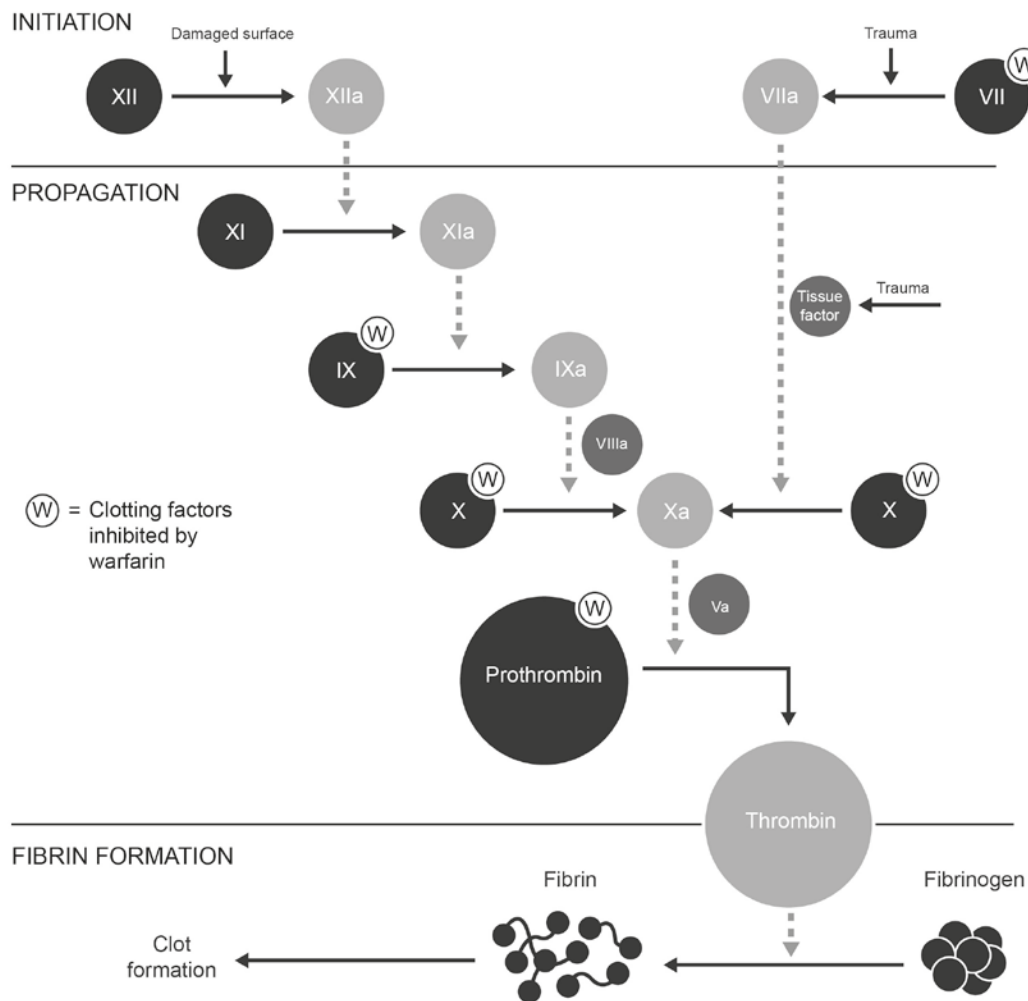 INITIATION
Damaged surface
Trauma
XII
XIIa
VIIa
VII
W
PROPAGATION
XI
XIa
Tissue
factor
Trauma
W
IX
IXa
VIIIa
W
X
Xa
W
X
W = Clotting factors
inhibited by
warfarin
Va
W
Prothrombin
Thrombin
FIBRIN FORMATION
Fibrin
Fibrinogen
Clot
formation